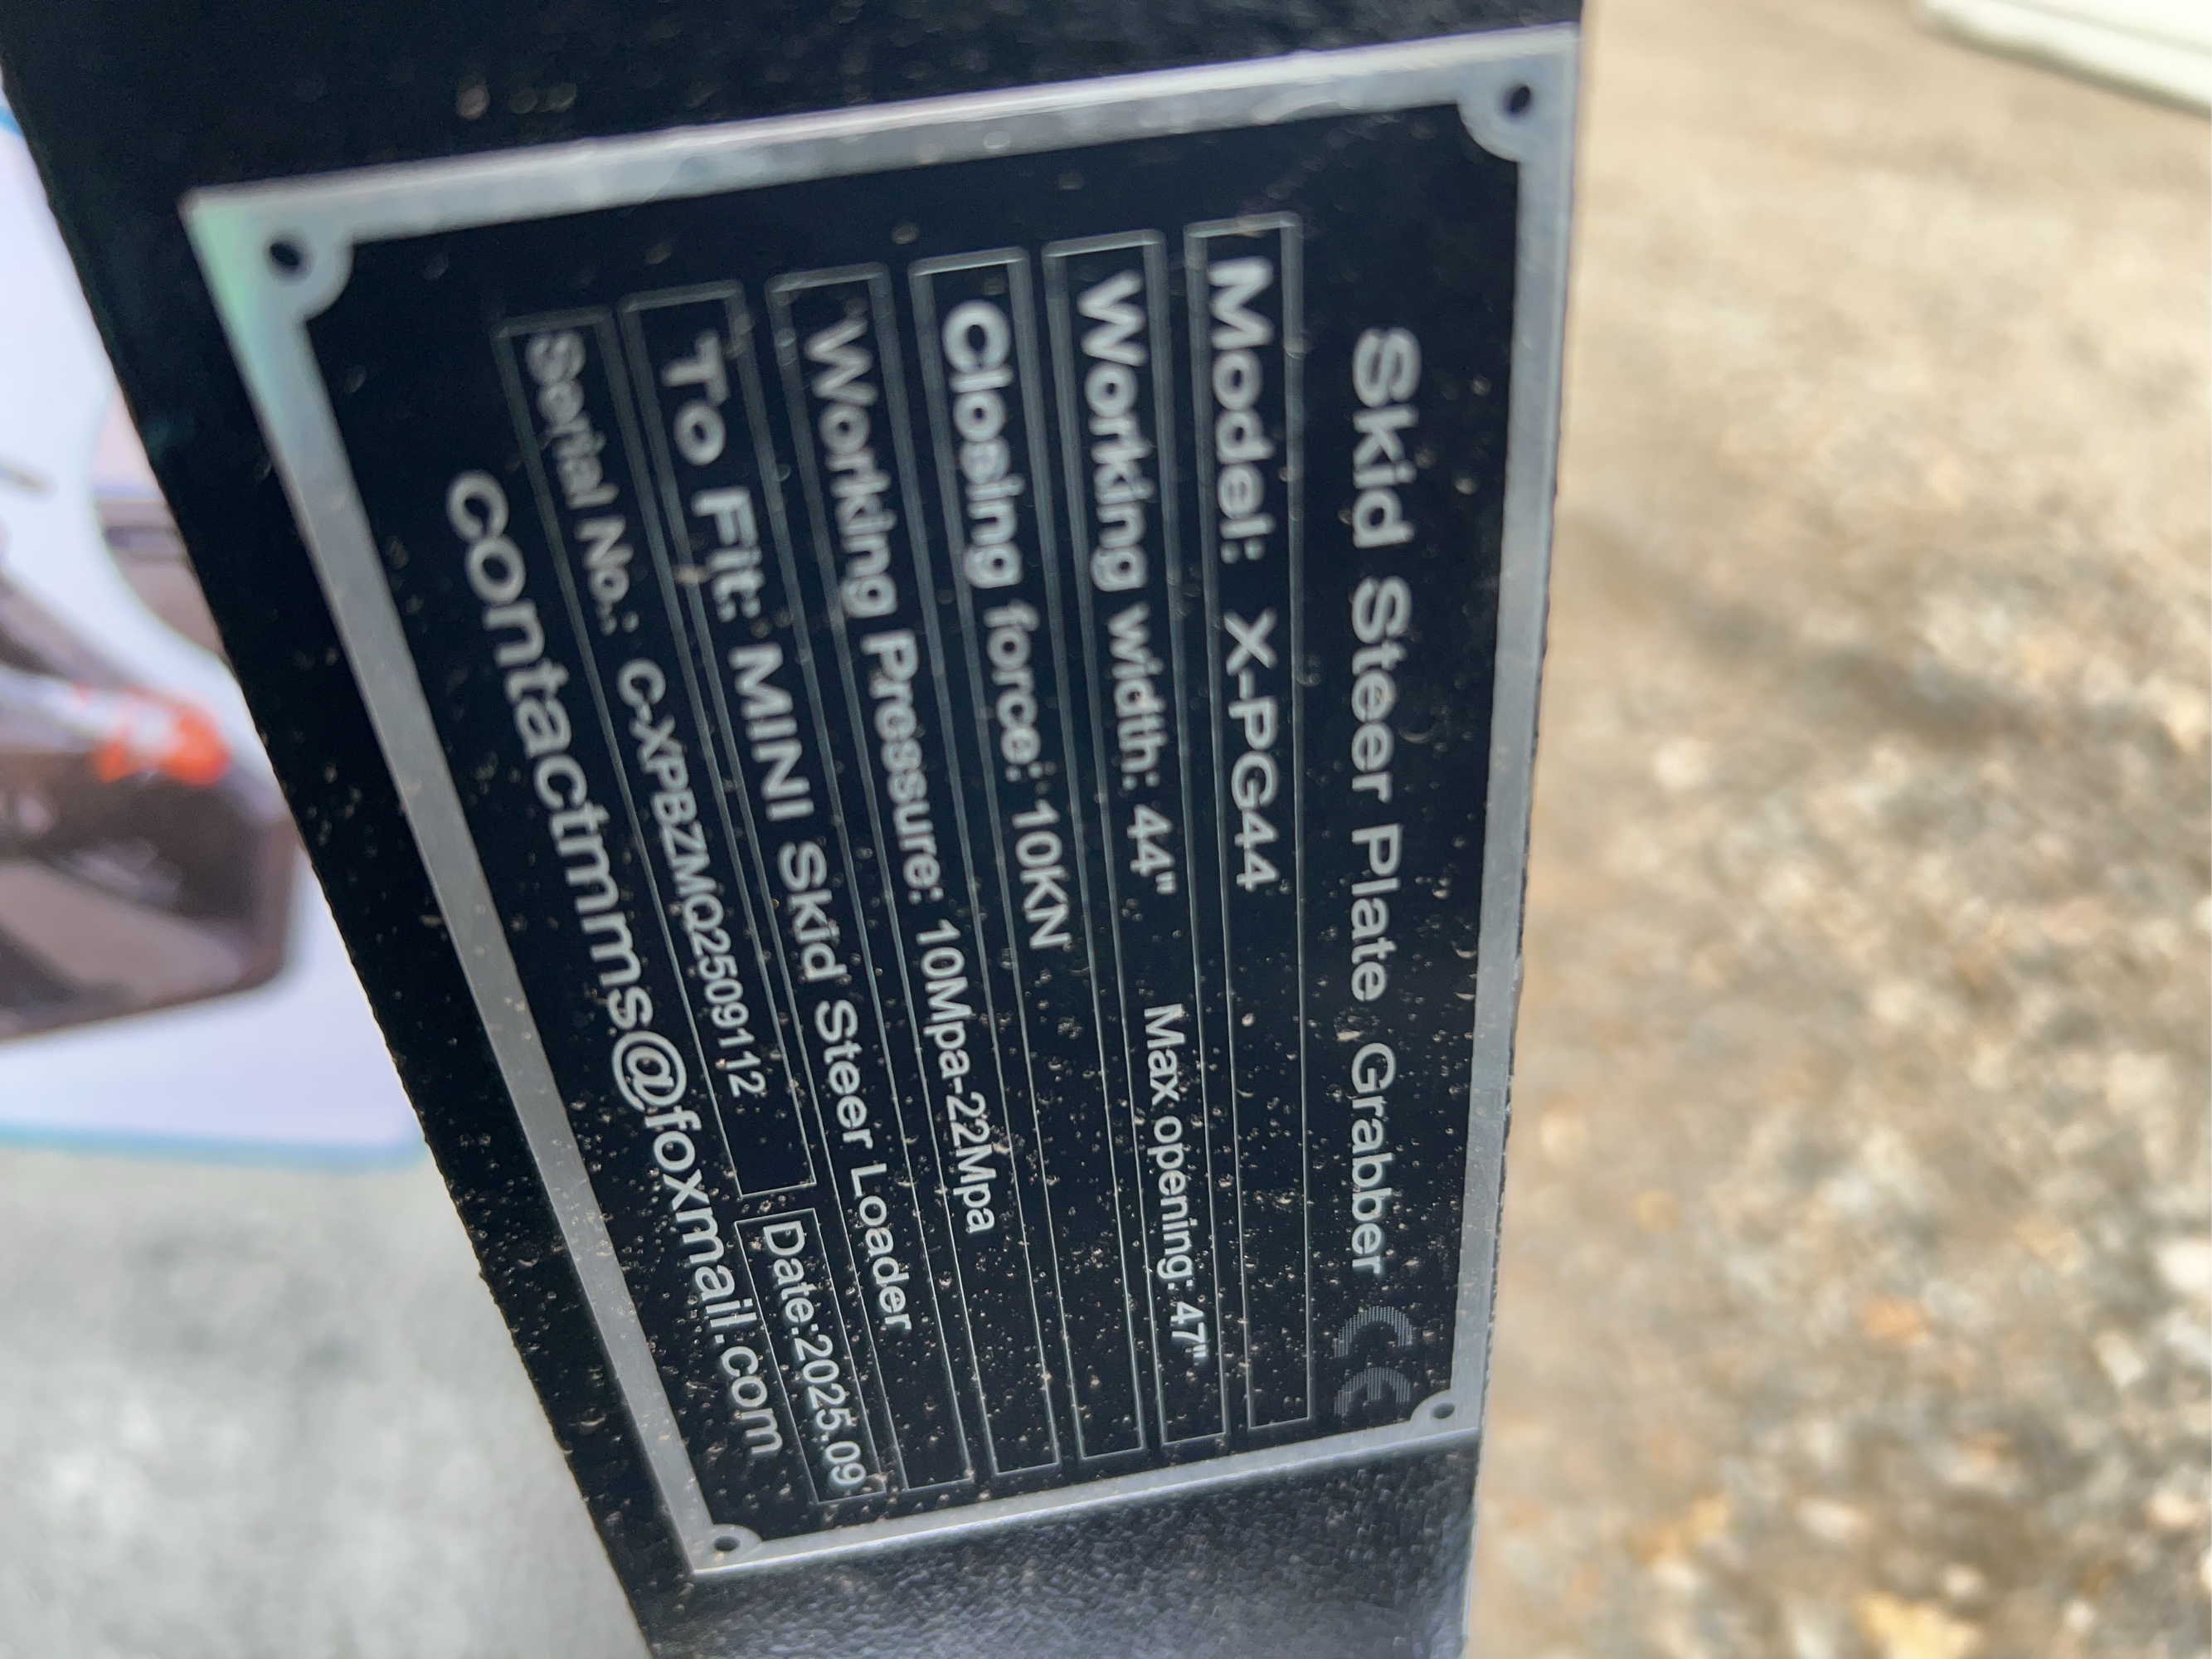 Skid Steer Plate Grabber CE
Model: X-PG44
Working width: 44" Max opening: 47"
Closing force: 10KN
Working Pressure: 10Mpa-22Mpa
To Fit: MINI Skid Steer Loader
Serial No.: C-XPBZMQ2509112 Date:2025.09
contactmms@foxmail.com